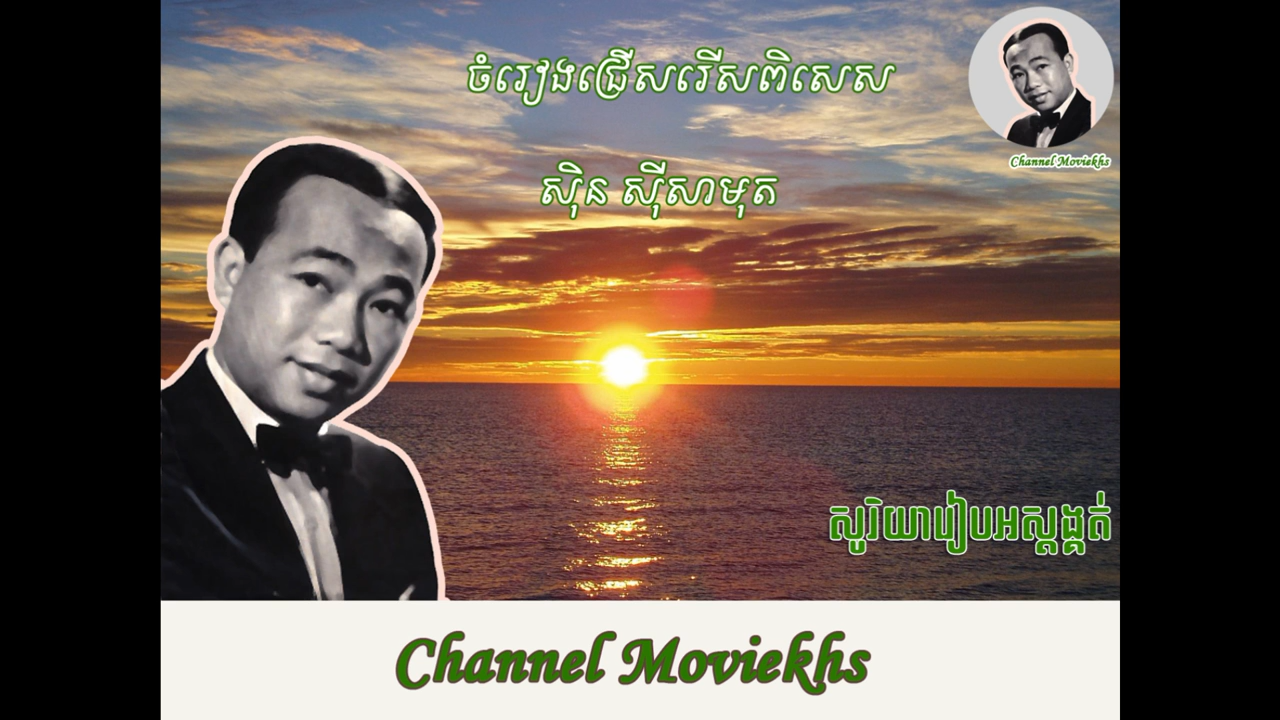 ចំរៀងជ្រើសរើសពិសេស
Channel Moviekhs
ស៊ិន ស៊ីសាមុត
សូរិយារៀបអស្តង្គត់
Channel Moviekhs